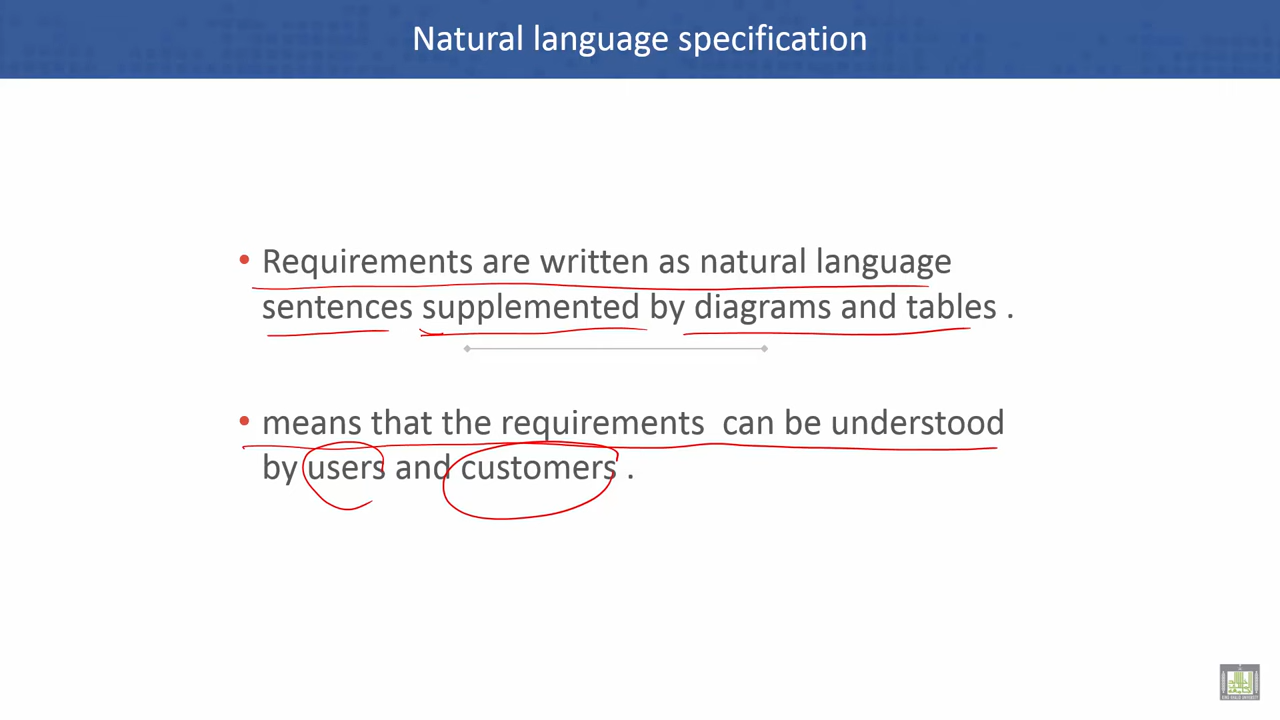 Natural language specification
• Requirements are written as natural language
sentences supplemented by diagrams and tables .
• means that the requirements  can be understood
by users and customers .